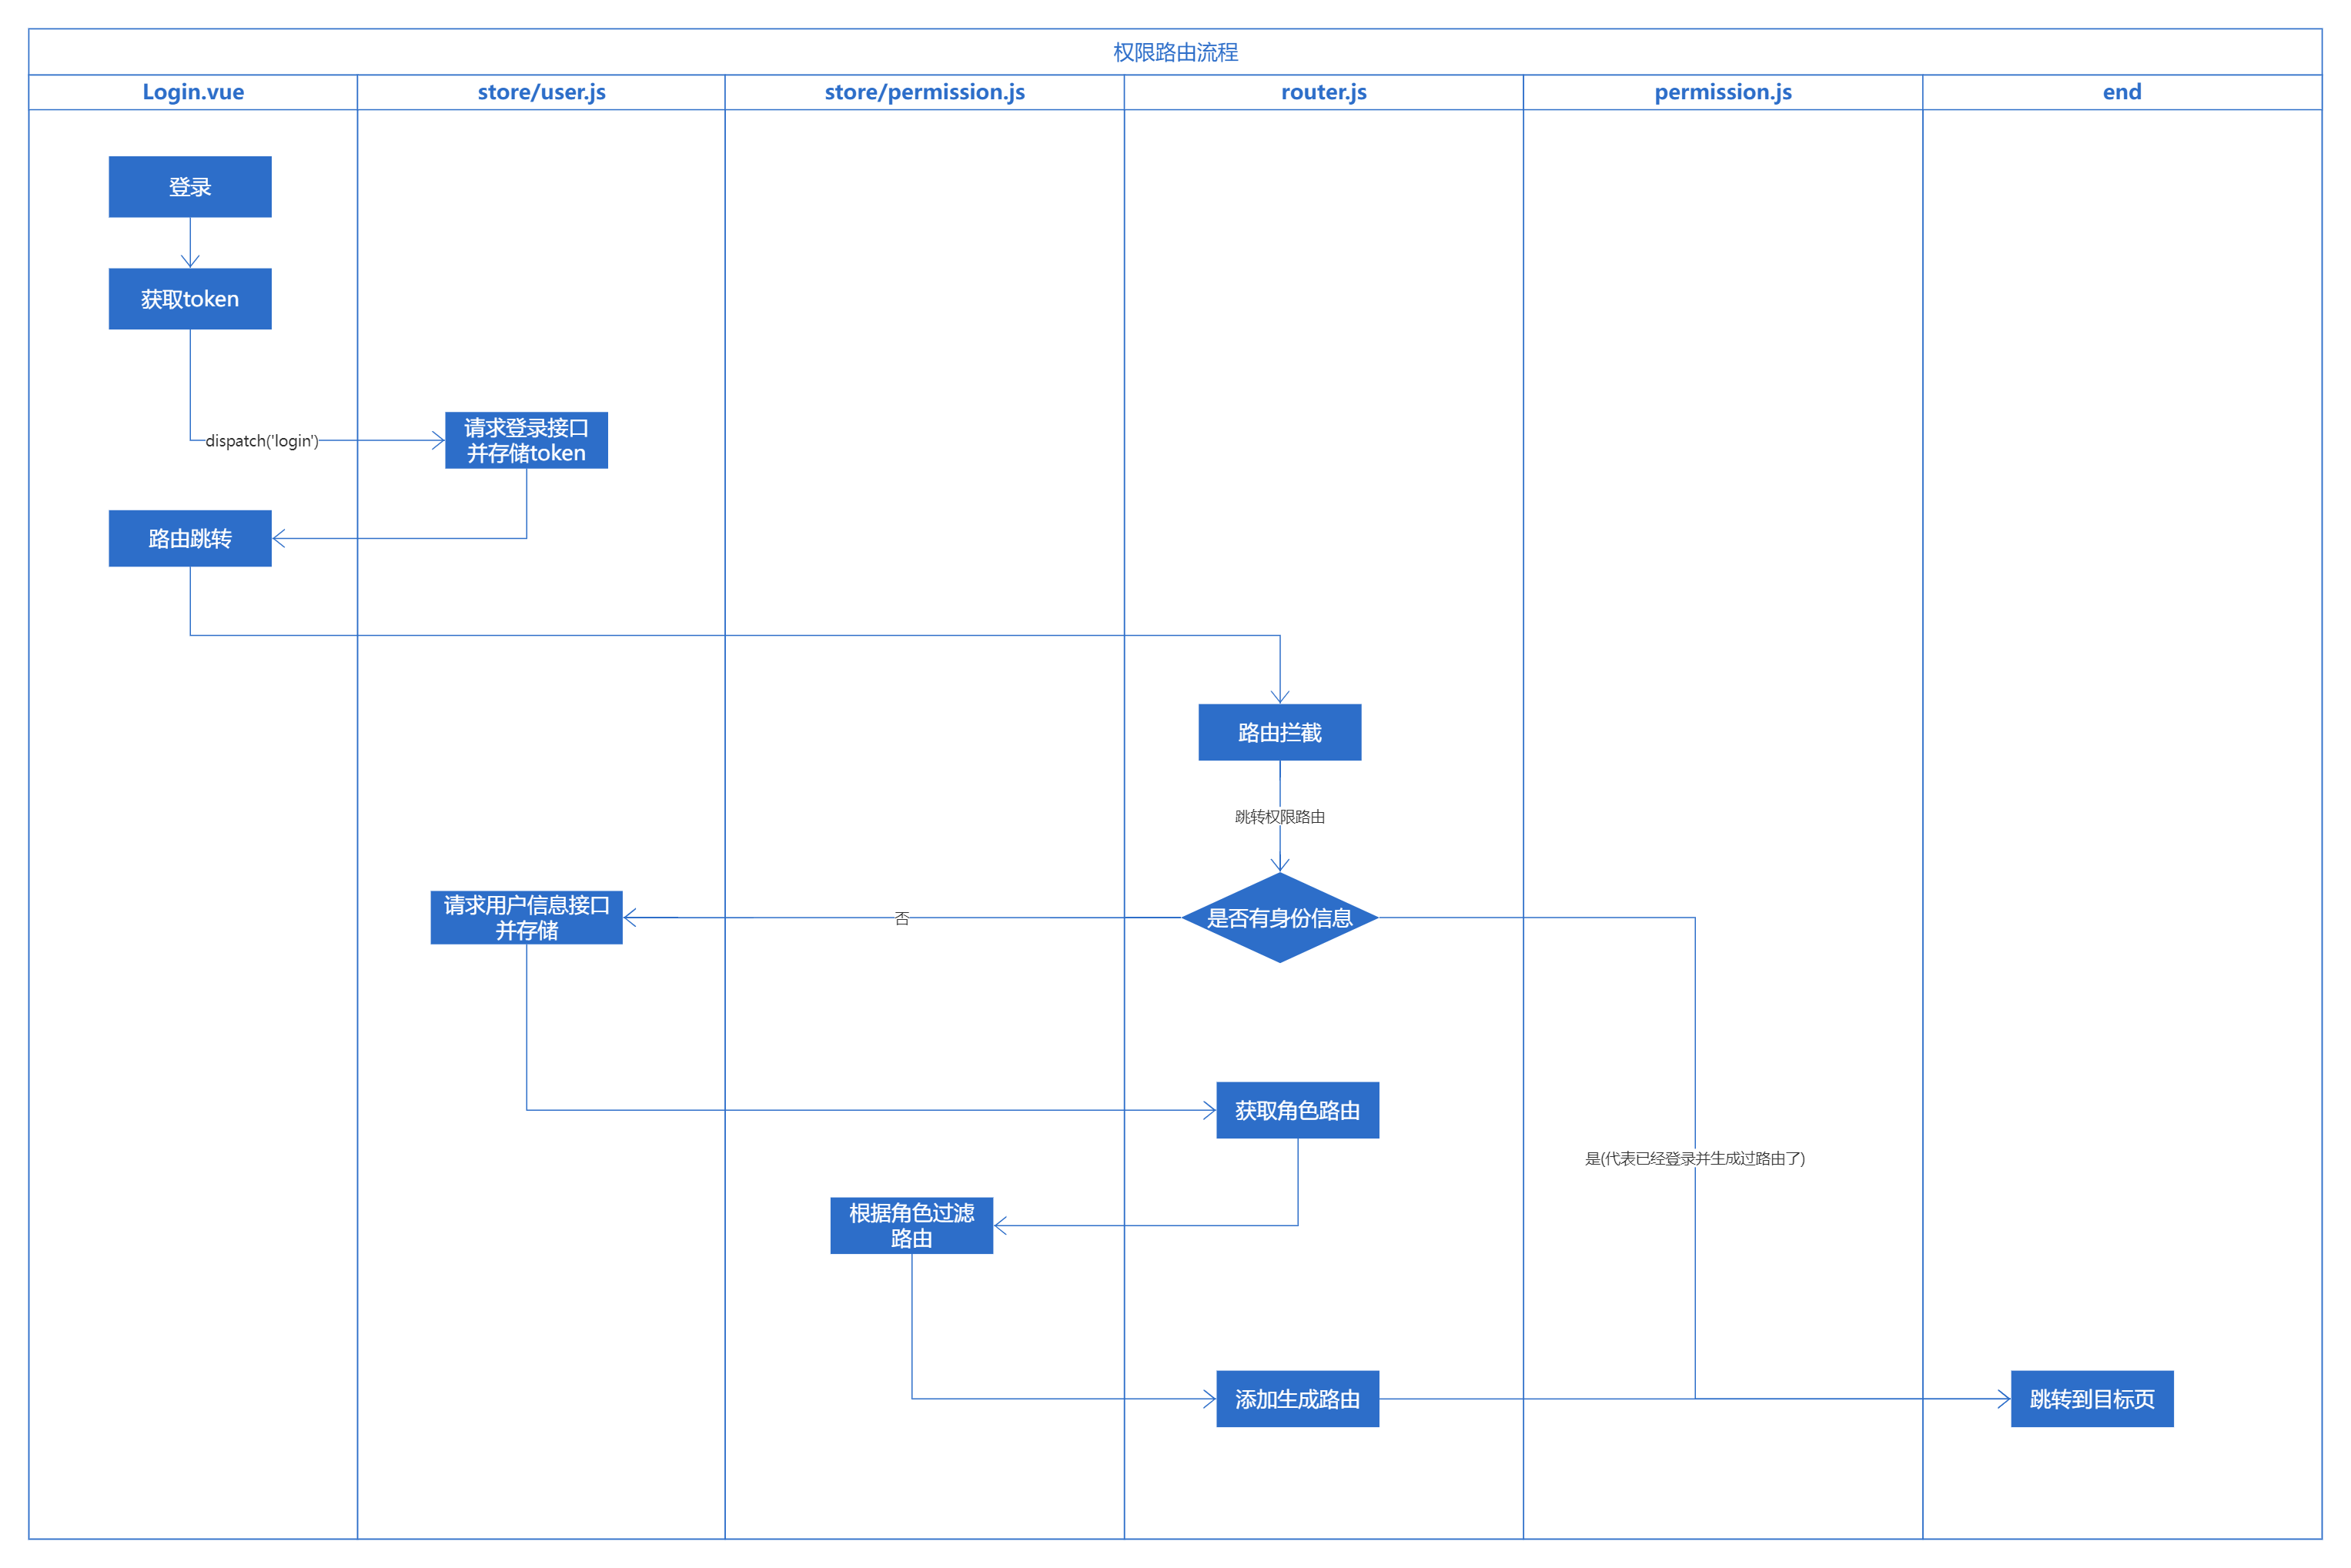 权限路由流程
Login.vue
store/user.js
store/permission.js
router.js
permission.js
end
登录
获取token
dispatch('login')
请求登录接口
并存储token
路由跳转
路由拦截
跳转权限路由
请求用户信息接口
并存储
否
是否有身份信息
获取角色路由
是(代表已经登录并生成过路由了)
根据角色过滤
路由
添加生成路由
跳转到目标页